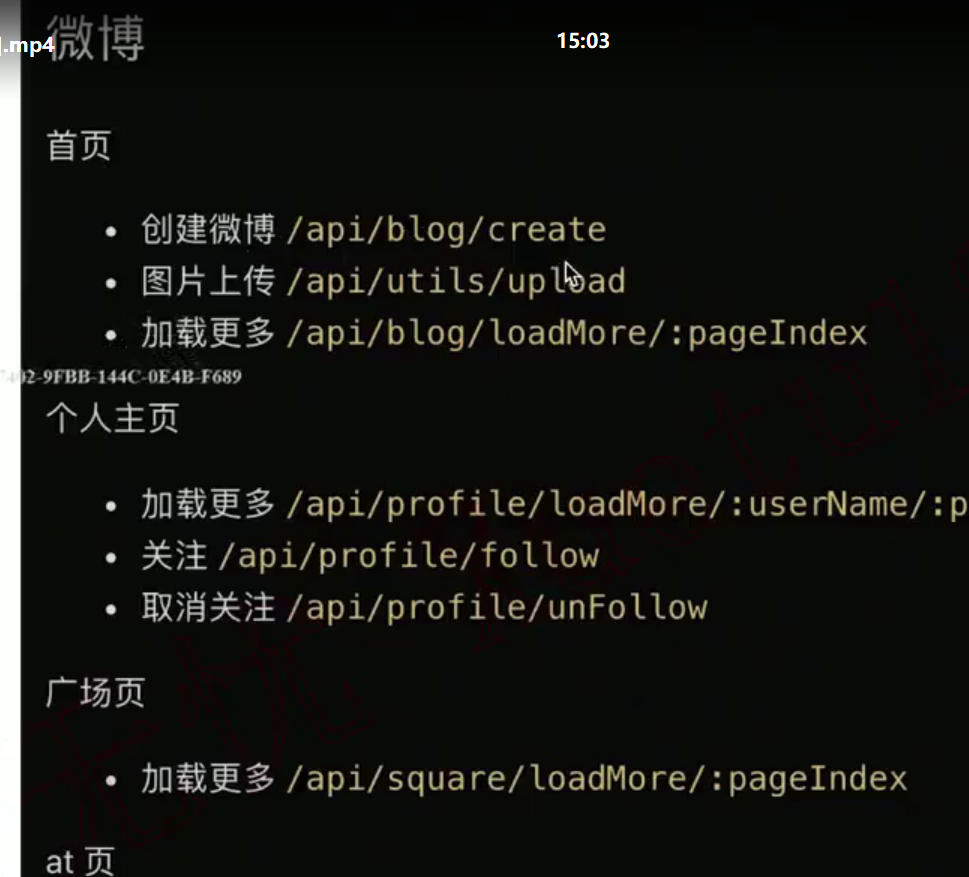 ].mp4
15:03
微博
首页
创建微博 /api/blog/create
图片上传 /api/utils/upload
加载更多 /api/blog/loadMore/:pageIndex
02-9FBB-144C-0E4B-F689
个人主页
加载更多 /api/profile/loadMore/:userName/:p
关注 /api/profile/follow
取消关注 /api/profile/unFollow
广场页
加载更多 /api/square/loadMore/:pageIndex
at 页